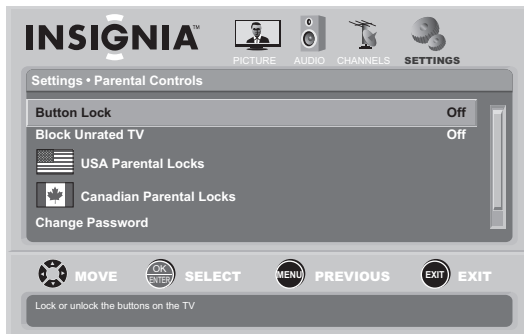 INSIGNIA™
PICTURE AUDIO CHANNELS SETTINGS
Settings • Parental Controls
Button Lock Off
Block Unrated TV Off
USA Parental Locks
Canadian Parental Locks
Change Password
MOVE OK ENTER SELECT MENU PREVIOUS EXIT EXIT
Lock or unlock the buttons on the TV